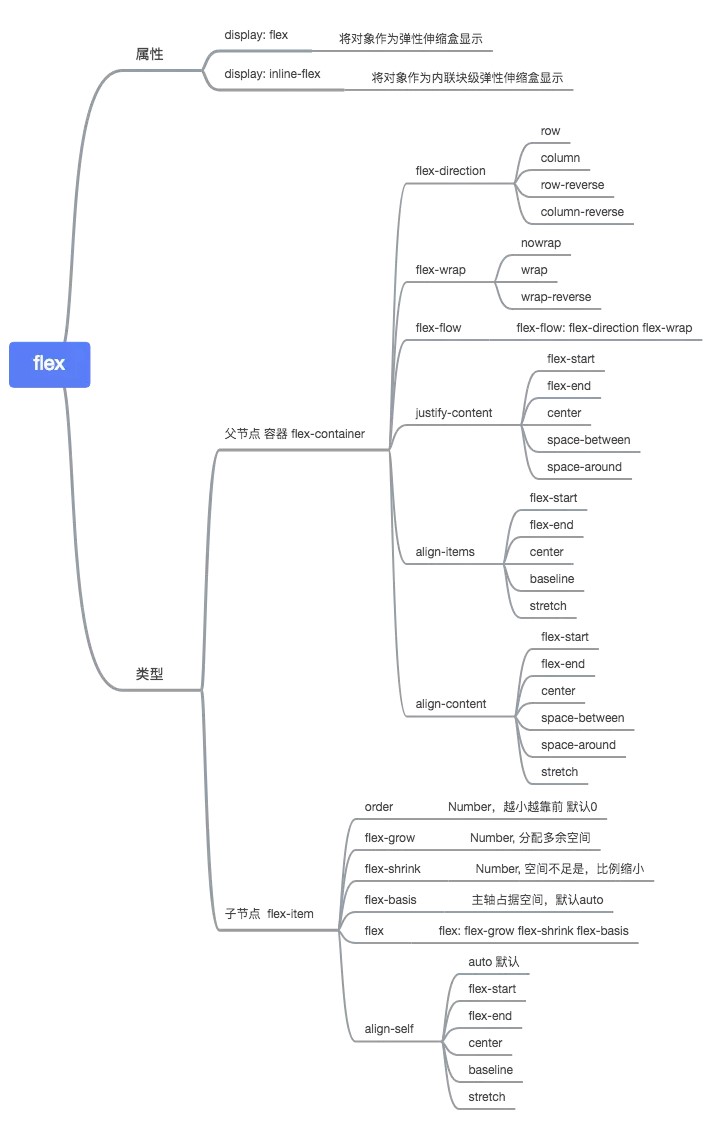 flex
属性
display: flex
将对象作为弹性伸缩盒显示
display: inline-flex
将对象作为内联块级弹性伸缩盒显示
类型
父节点 容器 flex-container
flex-direction
row
column
row-reverse
column-reverse
flex-wrap
nowrap
wrap
wrap-reverse
flex-flow
flex-flow: flex-direction flex-wrap
justify-content
flex-start
flex-end
center
space-between
space-around
align-items
flex-start
flex-end
center
baseline
stretch
align-content
flex-start
flex-end
center
space-between
space-around
stretch
子节点 flex-item
order
Number，越小越靠前 默认0
flex-grow
Number, 分配多余空间
flex-shrink
Number, 空间不足是，比例缩小
flex-basis
主轴占据空间，默认auto
flex
flex: flex-grow flex-shrink flex-basis
align-self
auto 默认
flex-start
flex-end
center
baseline
stretch